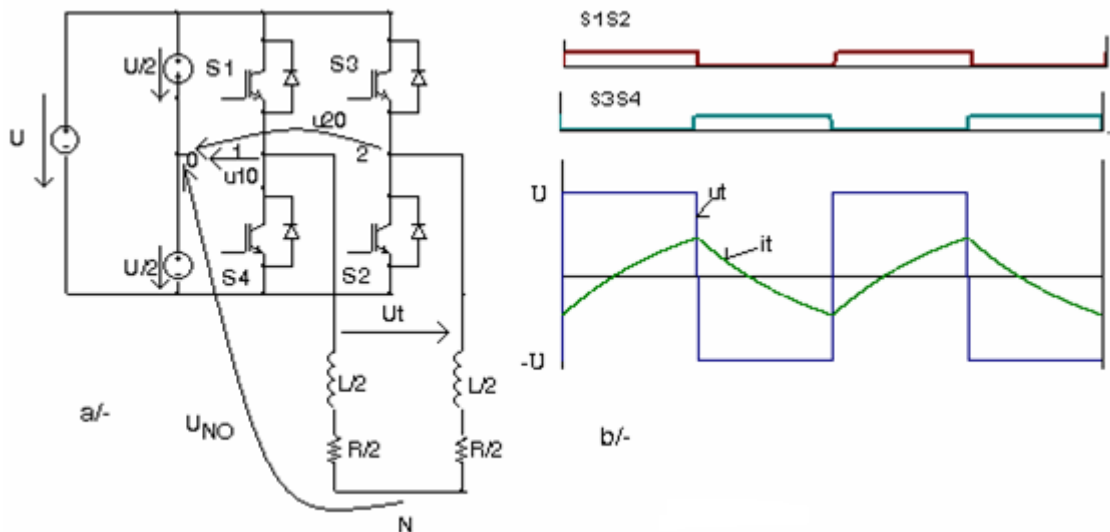 U/2
S1
S3
u20
U
0
1
2
u10
U/2
S4
S2
Ut
L/2
L/2
a/-
U_NO
R/2
R/2
N
S1S2
S3S4
U
ut
it
-U
b/-